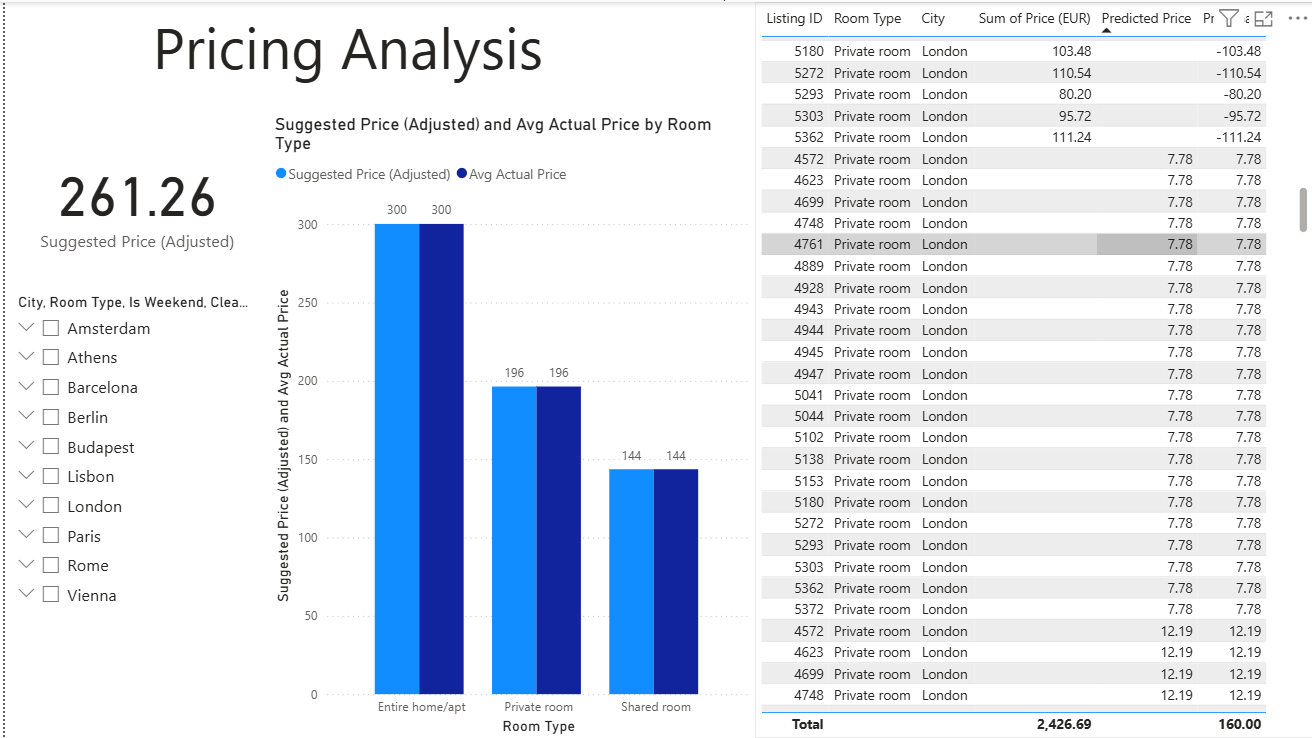 Pricing Analysis
261.26
Suggested Price (Adjusted)
City, Room Type, Is Weekend, Clea...
Amsterdam
Athens
Barcelona
Berlin
Budapest
Lisbon
London
Paris
Rome
Vienna
Suggested Price (Adjusted) and Avg Actual Price by Room
Type
Suggested Price (Adjusted) Avg Actual Price
Suggested Price (Adjusted) and Avg Actual Price
300
250
200
150
100
50
0
300 300
196 196
144 144
Entire home/apt Private room Shared room
Room Type
Listing ID Room Type City Sum of Price (EUR) Predicted Price Pr
5180 Private room London 103.48 -103.48
5272 Private room London 110.54 -110.54
5293 Private room London 80.20 -80.20
5303 Private room London 95.72 -95.72
5362 Private room London 111.24 -111.24
4572 Private room London 7.78 7.78
4623 Private room London 7.78 7.78
4699 Private room London 7.78 7.78
4748 Private room London 7.78 7.78
4761 Private room London 7.78 7.78
4889 Private room London 7.78 7.78
4928 Private room London 7.78 7.78
4943 Private room London 7.78 7.78
4944 Private room London 7.78 7.78
4945 Private room London 7.78 7.78
4947 Private room London 7.78 7.78
5041 Private room London 7.78 7.78
5044 Private room London 7.78 7.78
5102 Private room London 7.78 7.78
5138 Private room London 7.78 7.78
5153 Private room London 7.78 7.78
5180 Private room London 7.78 7.78
5272 Private room London 7.78 7.78
5293 Private room London 7.78 7.78
5303 Private room London 7.78 7.78
5362 Private room London 7.78 7.78
5372 Private room London 7.78 7.78
4572 Private room London 12.19 12.19
4623 Private room London 12.19 12.19
4699 Private room London 12.19 12.19
4748 Private room London 12.19 12.19
Total 2,426.69 160.00